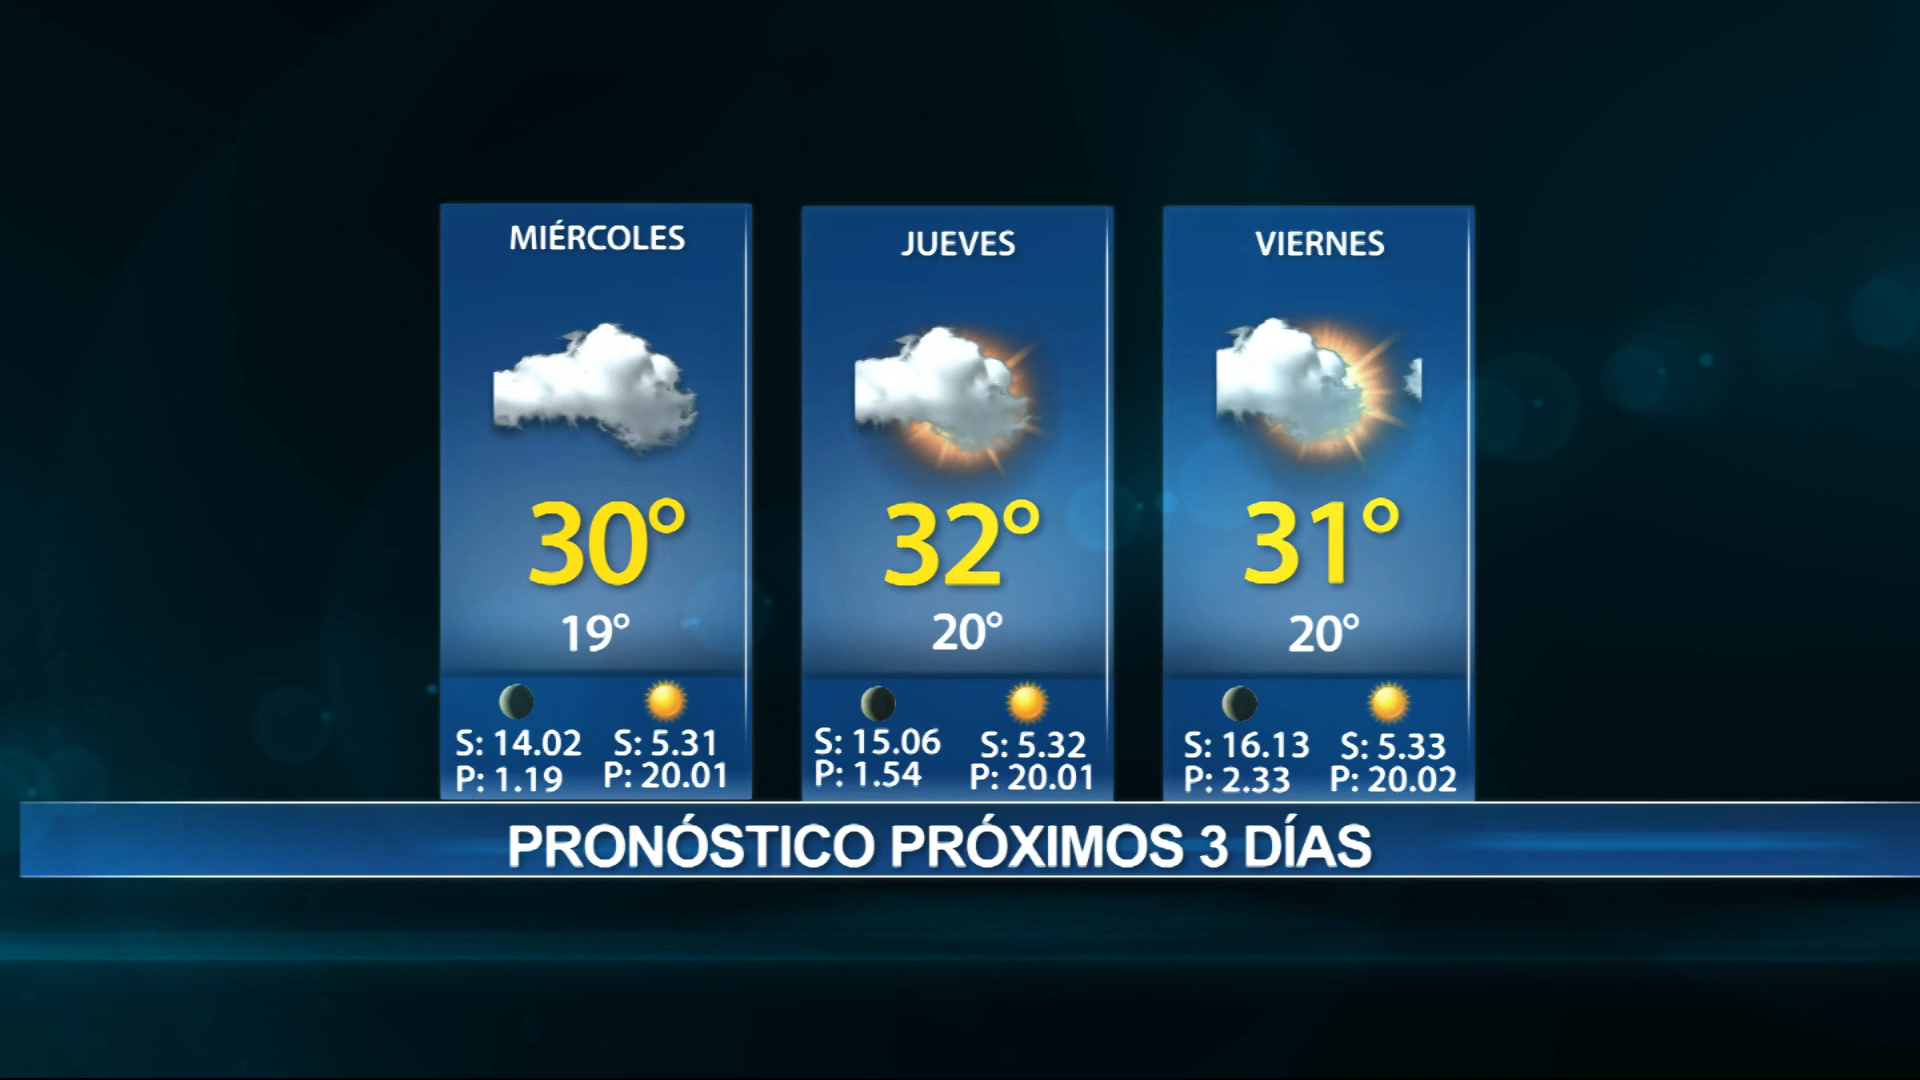 MIÉRCOLES
30°
19°
S: 14.02 S: 5.31
P: 1.19 P: 20.01
JUEVES
32°
20°
S: 15.06 S: 5.32
P: 1.54 P: 20.01
VIERNES
31°
20°
S: 16.13 S: 5.33
P: 2.33 P: 20.02
PRONÓSTICO PRÓXIMOS 3 DÍAS